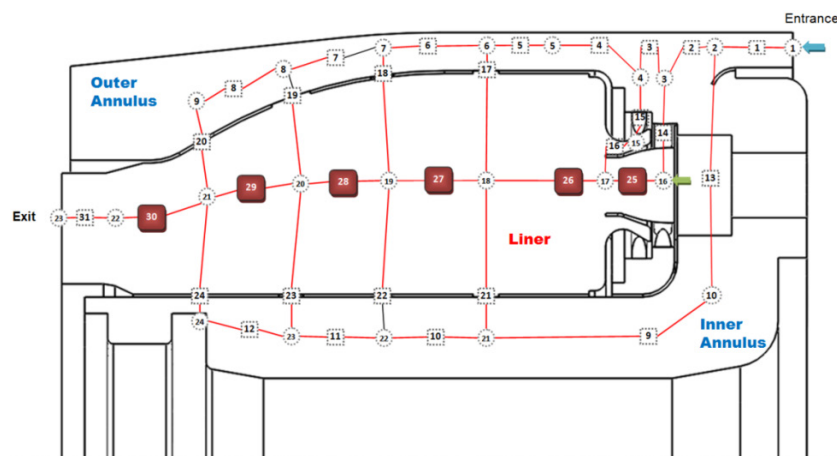 Entrance
7 6 6 5 5 4 3 2 2 1 1
8 7 18 17 4 3
Outer
Annulus
9 8 19 15 14
20 16 15 13
21 29 20 28 19 27 18 26 17 25 16
Exit 23 31 22 30
Liner
24 23 22 21 10
24 12 23 11 22 10 21 9
Inner
Annulus